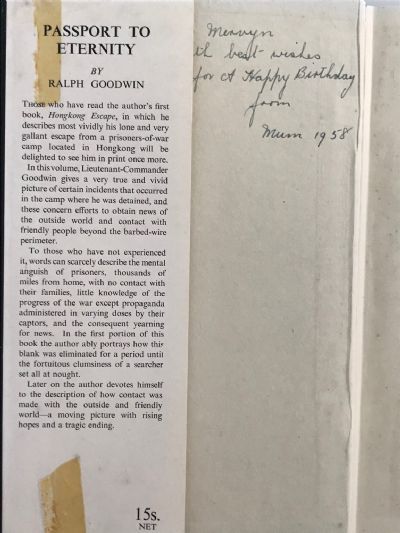 PASSPORT TO
ETERNITY
BY
RALPH GOODWIN
THOSE who have read the author's first
book, Hongkong Escape, in which he
describes most vividly his lone and very
gallant escape from a prisoners-of-war
camp located in Hongkong will be
delighted to see him in print once more.
In this volume, Lieutenant-Commander
Goodwin gives a very true and vivid
picture of certain incidents that occurred
in the camp where he was detained, and
these concern efforts to obtain news of
the outside world and contact with
friendly people beyond the barbed-wire
perimeter.
To those who have not experienced
it, words can scarcely describe the mental
anguish of prisoners, thousands of
miles from home, with no contact with
their families, little knowledge of the
progress of the war except propaganda
administered in varying doses by their
captors, and the consequent yearning
for news. In the first portion of this
book the author ably portrays how this
blank was eliminated for a period until
the fortuitous clumsiness of a searcher
set all at nought.
Later on the author devotes himself
to the description of how contact was
made with the outside and friendly
world—a moving picture with rising
hopes and a tragic ending.
15s.
NET
Mervyn
th best wishes
for A Happy Birthday
from
Mum 1958